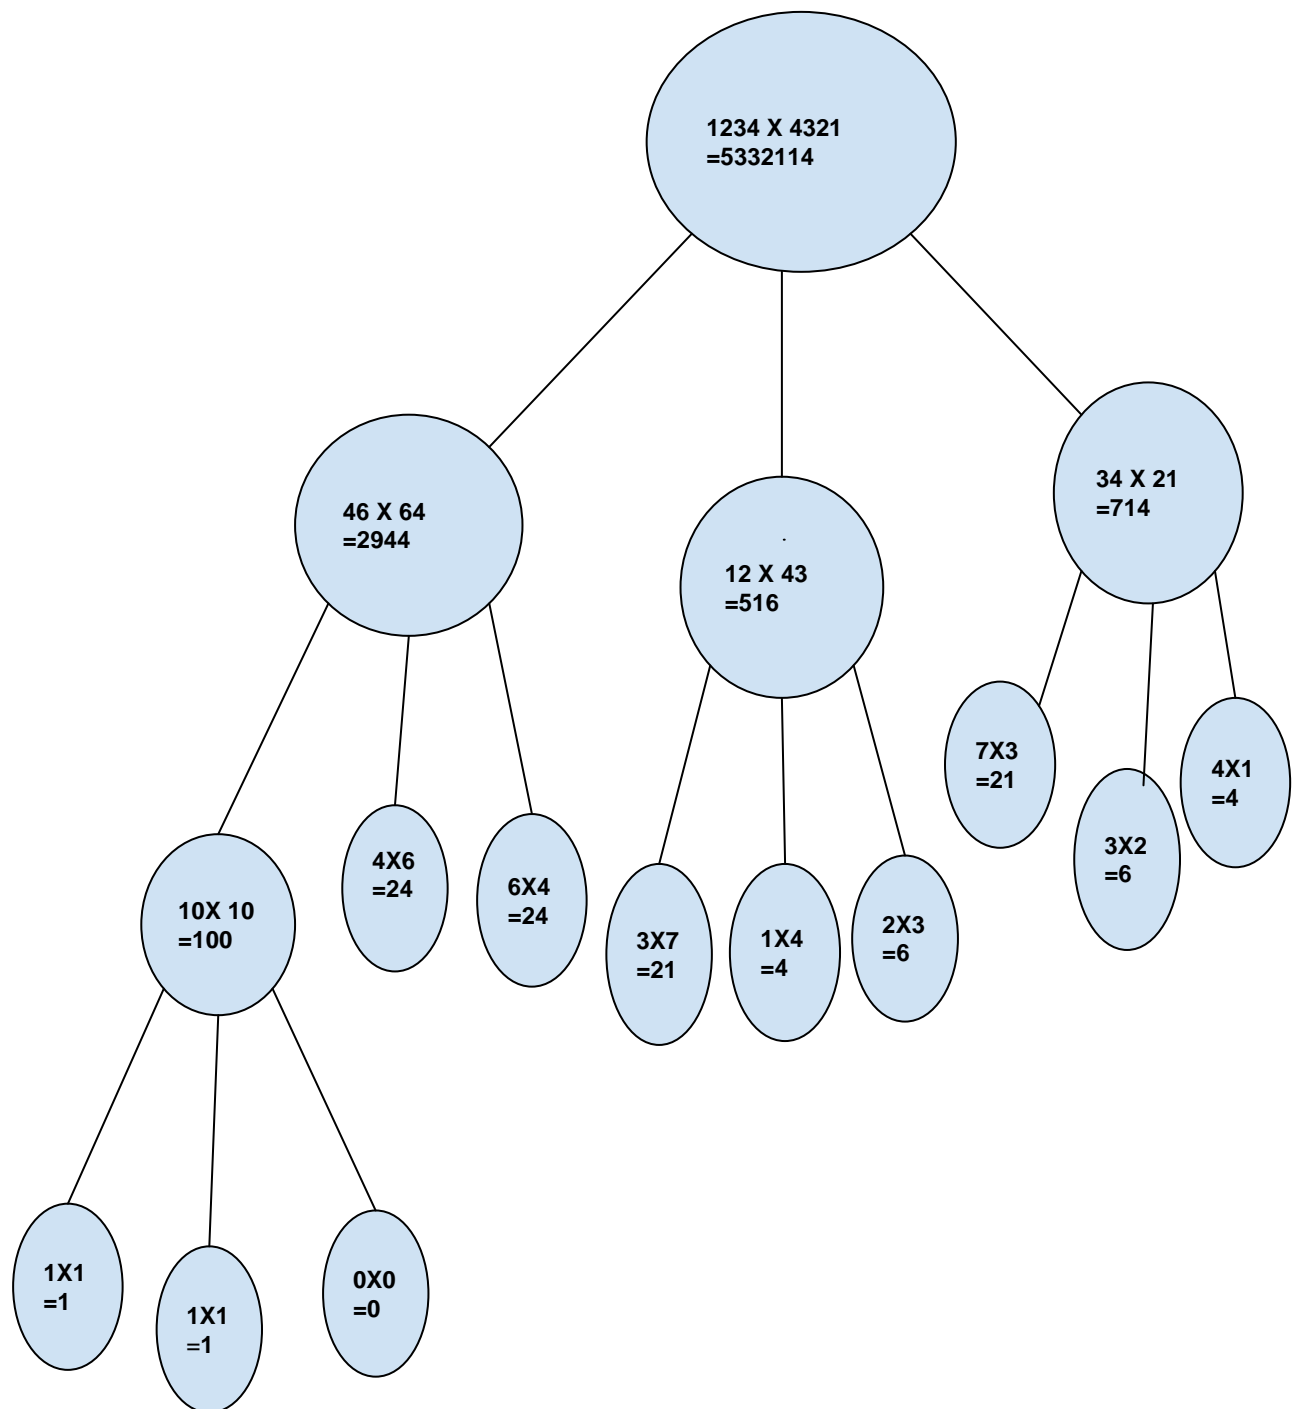 1234 X 4321
=5332114
46 X 64
=2944
12 X 43
=516
34 X 21
=714
10X 10
=100
4X6
=24
6X4
=24
3X7
=21
1X4
=4
2X3
=6
7X3
=21
3X2
=6
4X1
=4
1X1
=1
1X1
=1
0X0
=0